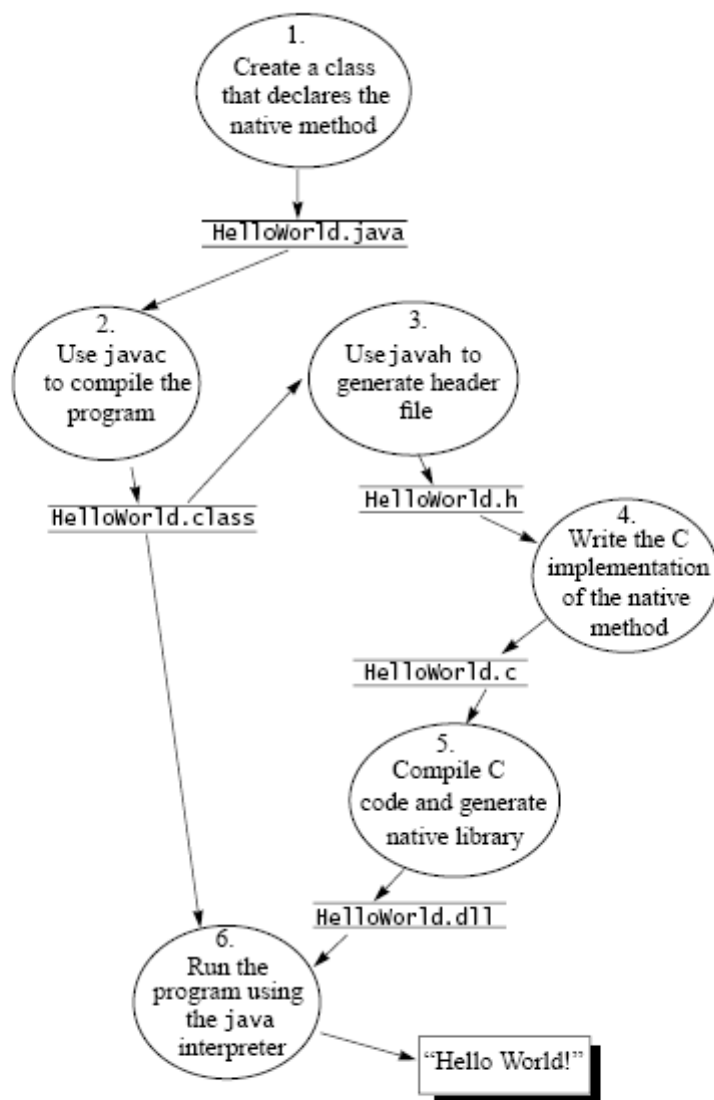 1.
Create a class
that declares the
native method
HelloWorld.java
2.
Use javac
to compile the
program
3.
Use javah to
generate header
file
HelloWorld.class
HelloWorld.h
4.
Write the C
implementation
of the native
method
HelloWorld.c
5.
Compile C
code and generate
native library
HelloWorld.dll
6.
Run the
program using
the java
interpreter
“Hello World!”